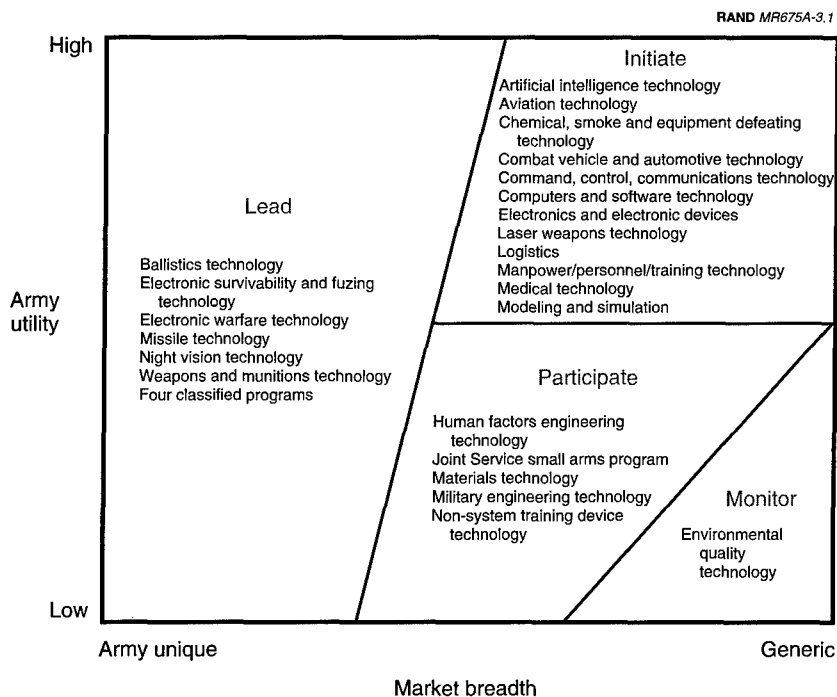 RAND MR675A-3.1
High
Initiate
Artificial intelligence technology
Aviation technology
Chemical, smoke and equipment defeating
technology
Combat vehicle and automotive technology
Command, control, communications technology
Computers and software technology
Electronics and electronic devices
Laser weapons technology
Logistics
Manpower/personnel/training technology
Medical technology
Modeling and simulation
Lead
Ballistics technology
Electronic survivability and fuzing
technology
Electronic warfare technology
Missile technology
Night vision technology
Weapons and munitions technology
Four classified programs
Army
utility
Participate
Human factors engineering
technology
Joint Service small arms program
Materials technology
Military engineering technology
Non-system training device
technology
Monitor
Environmental
quality
technology
Low
Army unique
Generic
Market breadth